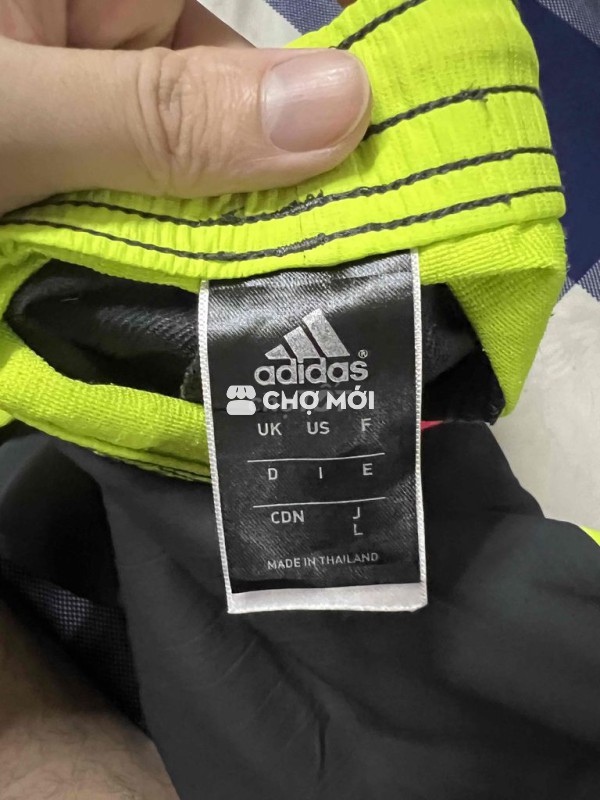 adidas®
CHỢ MỚI
UK US F
D I E
CDN J
L
MADE IN THAILAND